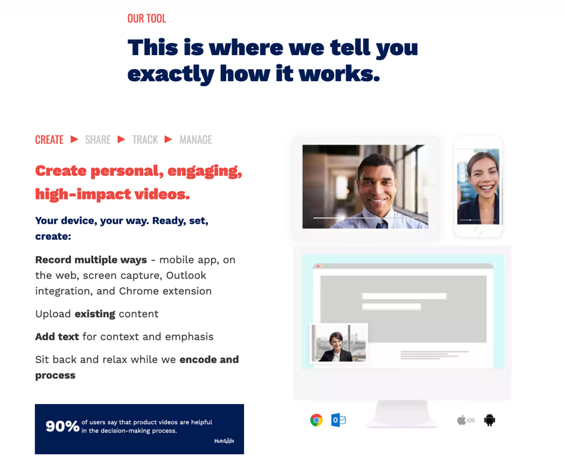 OUR TOOL
This is where we tell you
exactly how it works.
CREATE ▶ SHARE ▶ TRACK ▶ MANAGE
Create personal, engaging,
high-impact videos.
Your device, your way. Ready, set,
create:
Record multiple ways - mobile app, on
the web, screen capture, Outlook
integration, and Chrome extension
Upload existing content
Add text for context and emphasis
Sit back and relax while we encode and
process
90% of users say that product videos are helpful
in the decision-making process.
HubSpot
iOS